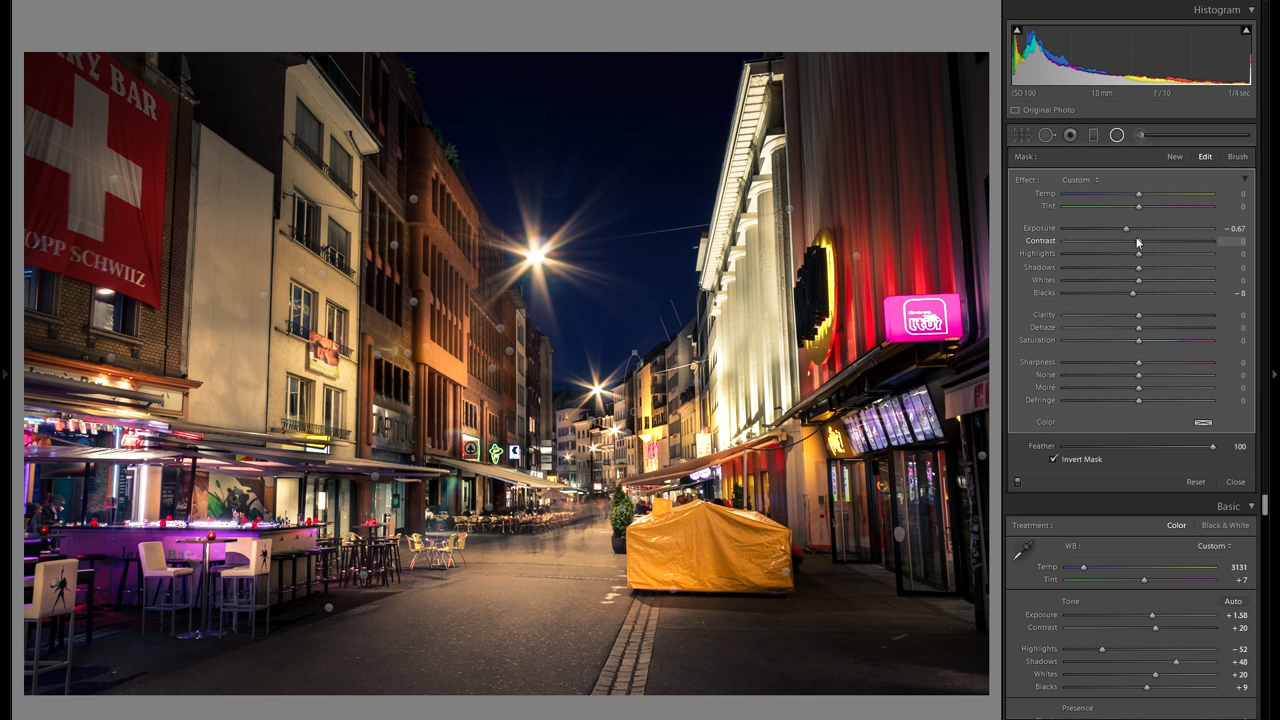 Histogram
ISO 100 18 mm ƒ / 10 1/4 sec
Original Photo
Mask : New Edit Brush
Effect : Custom
Temp 0
Tint 0
Exposure − 0.67
Contrast 0
Highlights 0
Shadows 0
Whites 0
Blacks − 8
Clarity 0
Dehaze 0
Saturation 0
Sharpness 0
Noise 0
Moiré 0
Defringe 0
Color
Feather 100
Invert Mask
Reset Close
Basic
Treatment : Color Black & White
WB : Custom
Temp 3131
Tint + 7
Tone Auto
Exposure + 1.58
Contrast + 20
Highlights − 52
Shadows + 48
Whites + 20
Blacks + 9
Presence
BAR
OPP SCHWIIZ
l'tur